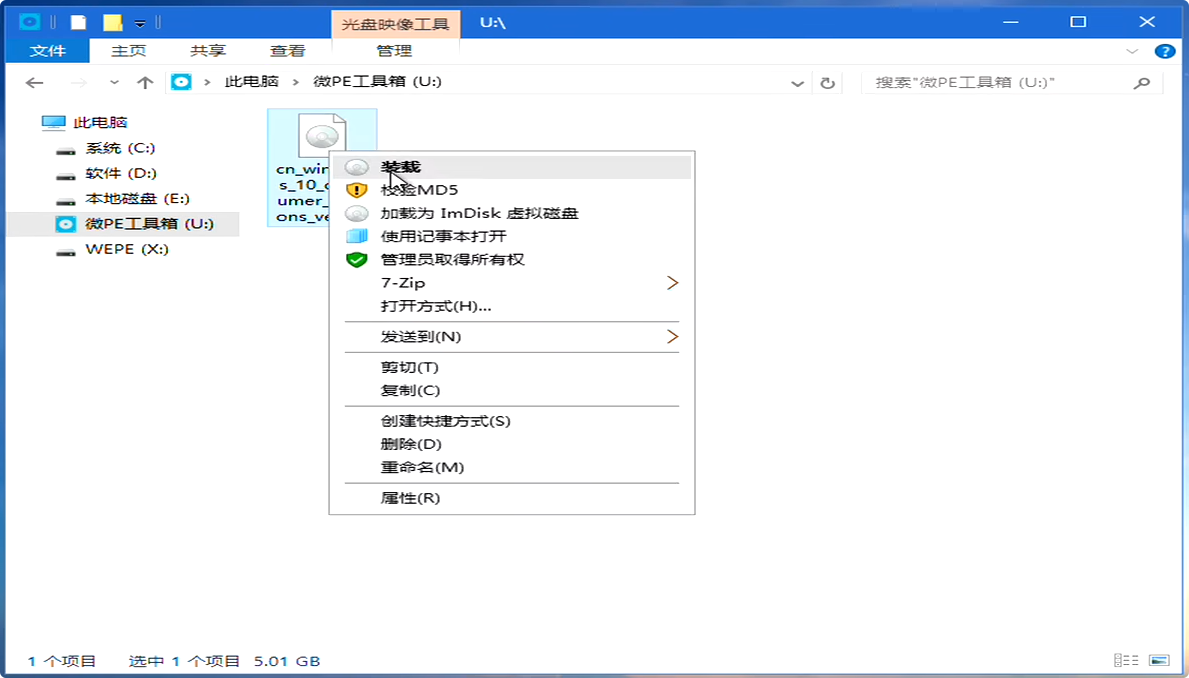 光盘映像工具
U:\
文件
主页
共享
查看
管理
此电脑
微PE工具箱 (U:)
搜索"微PE工具箱 (U:)"
此电脑
系统 (C:)
软件 (D:)
本地磁盘 (E:)
微PE工具箱 (U:)
WEPE (X:)
cn_win
s_10_c
umer_
ons_ve
装载
校验MD5
加载为 ImDisk 虚拟磁盘
使用记事本打开
管理员取得所有权
7-Zip
打开方式(H)...
发送到(N)
剪切(T)
复制(C)
创建快捷方式(S)
删除(D)
重命名(M)
属性(R)
1 个项目
选中 1 个项目 5.01 GB